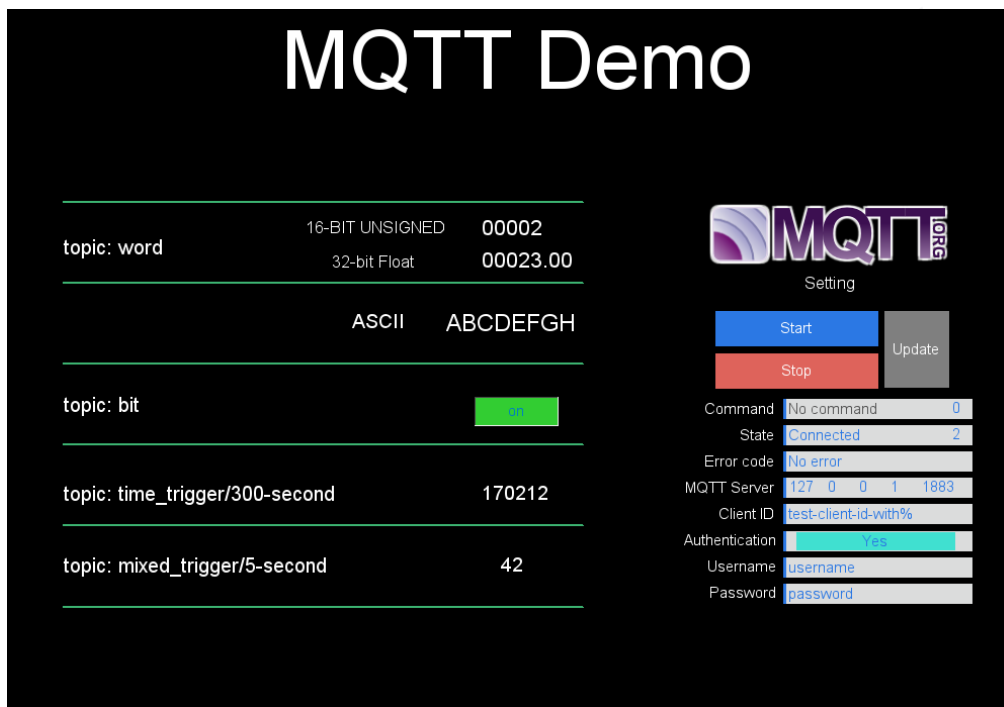 MQTT Demo
topic: word
16-BIT UNSIGNED 00002
32-bit Float 00023.00
ASCII ABCDEFGH
topic: bit on
topic: time_trigger/300-second 170212
topic: mixed_trigger/5-second 42
MQTT.ORG
Setting
Start
Stop
Update
Command No command 0
State Connected 2
Error code No error
MQTT Server 127 0 0 1 1883
Client ID test-client-id-with%
Authentication Yes
Username username
Password password